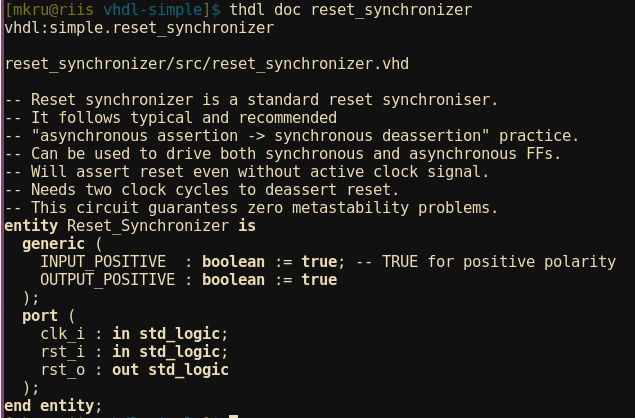 [mkru@riis vhdl-simple]$ thdl doc reset_synchronizer
vhdl:simple.reset_synchronizer

reset_synchronizer/src/reset_synchronizer.vhd

-- Reset synchronizer is a standard reset synchroniser.
-- It follows typical and recommended
-- "asynchronous assertion -> synchronous deassertion" practice.
-- Can be used to drive both synchronous and asynchronous FFs.
-- Will assert reset even without active clock signal.
-- Needs two clock cycles to deassert reset.
-- This circuit guarantess zero metastability problems.
entity Reset_Synchronizer is
  generic (
    INPUT_POSITIVE  : boolean := true; -- TRUE for positive polarity
    OUTPUT_POSITIVE : boolean := true
  );
  port (
    clk_i : in std_logic;
    rst_i : in std_logic;
    rst_o : out std_logic
  );
end entity;